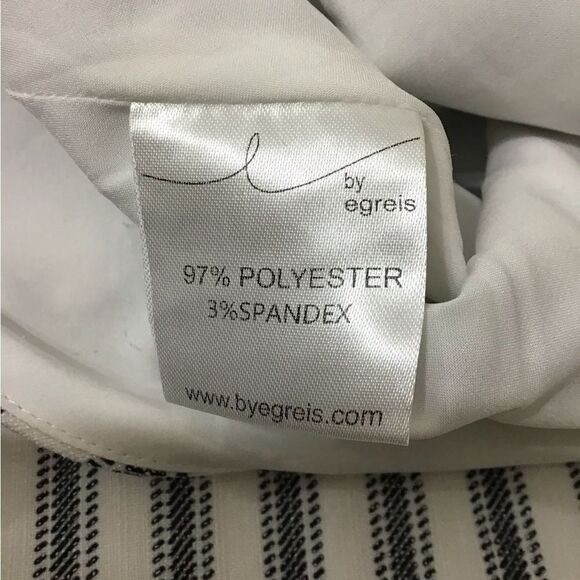 by
egreis
97% POLYESTER
3%SPANDEX
www.byegreis.com